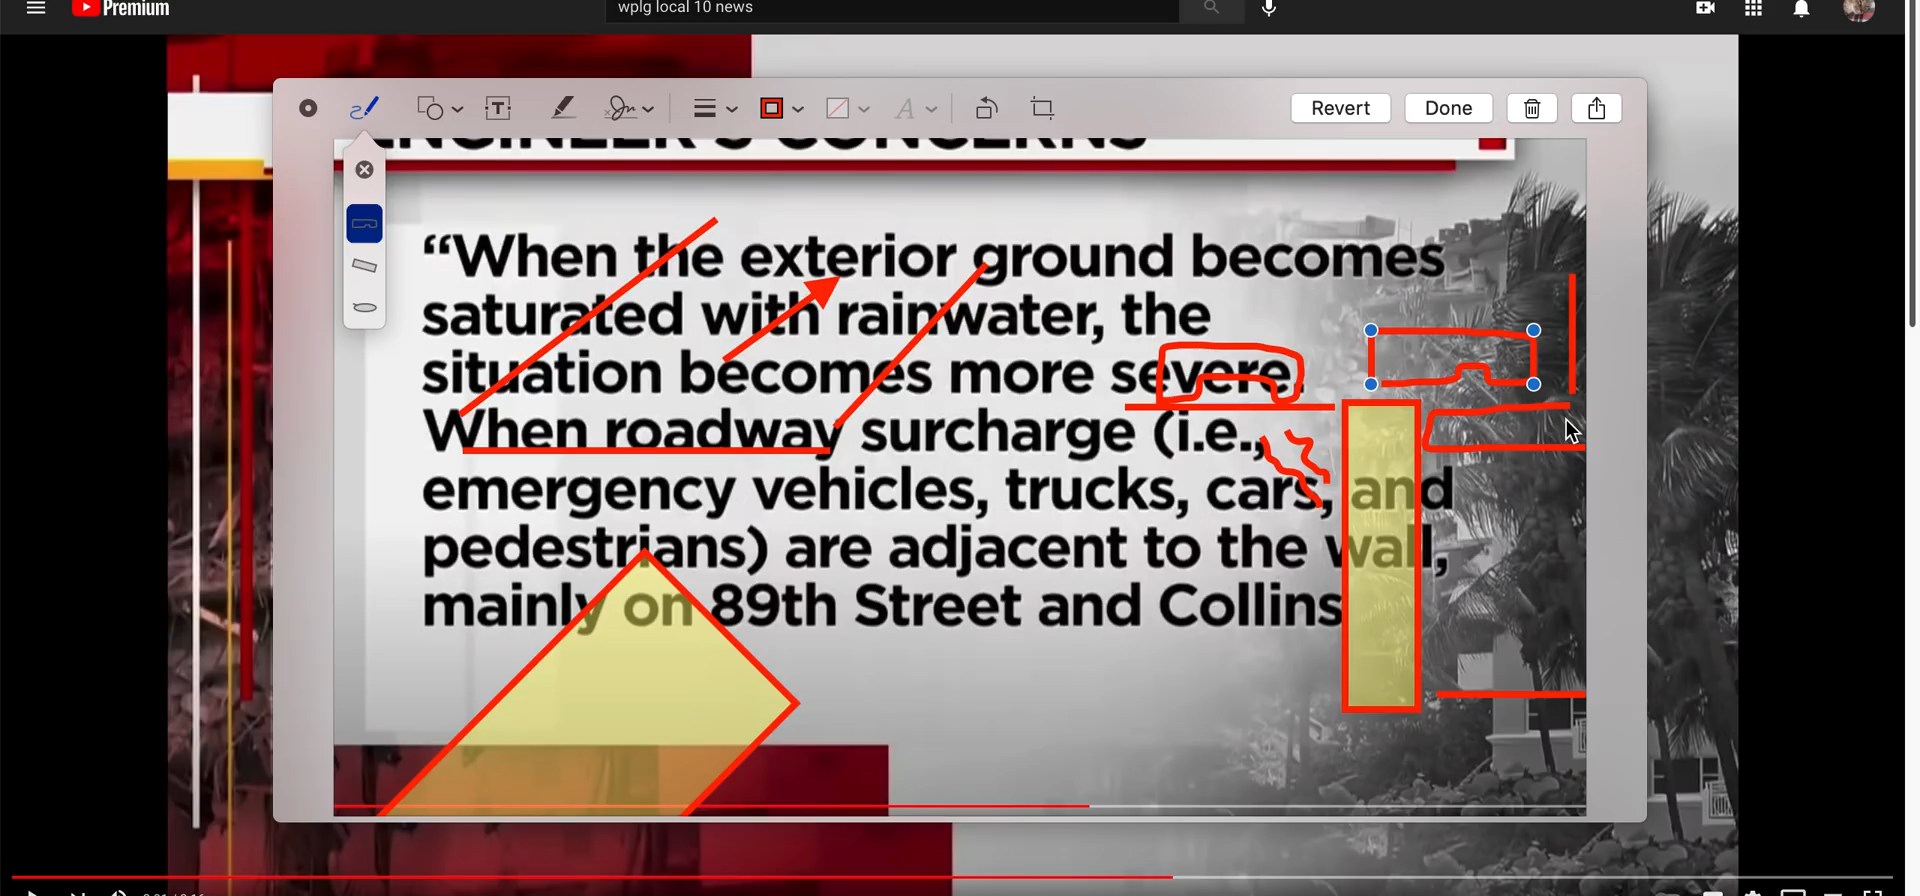 Premium
wplg local 10 news
Revert
Done
ENGINEER'S CONCERNS
“When the exterior ground becomes
saturated with rainwater, the
situation becomes more severe.
When roadway surcharge (i.e.,
emergency vehicles, trucks, cars, and
pedestrians) are adjacent to the wall,
mainly on 89th Street and Collins